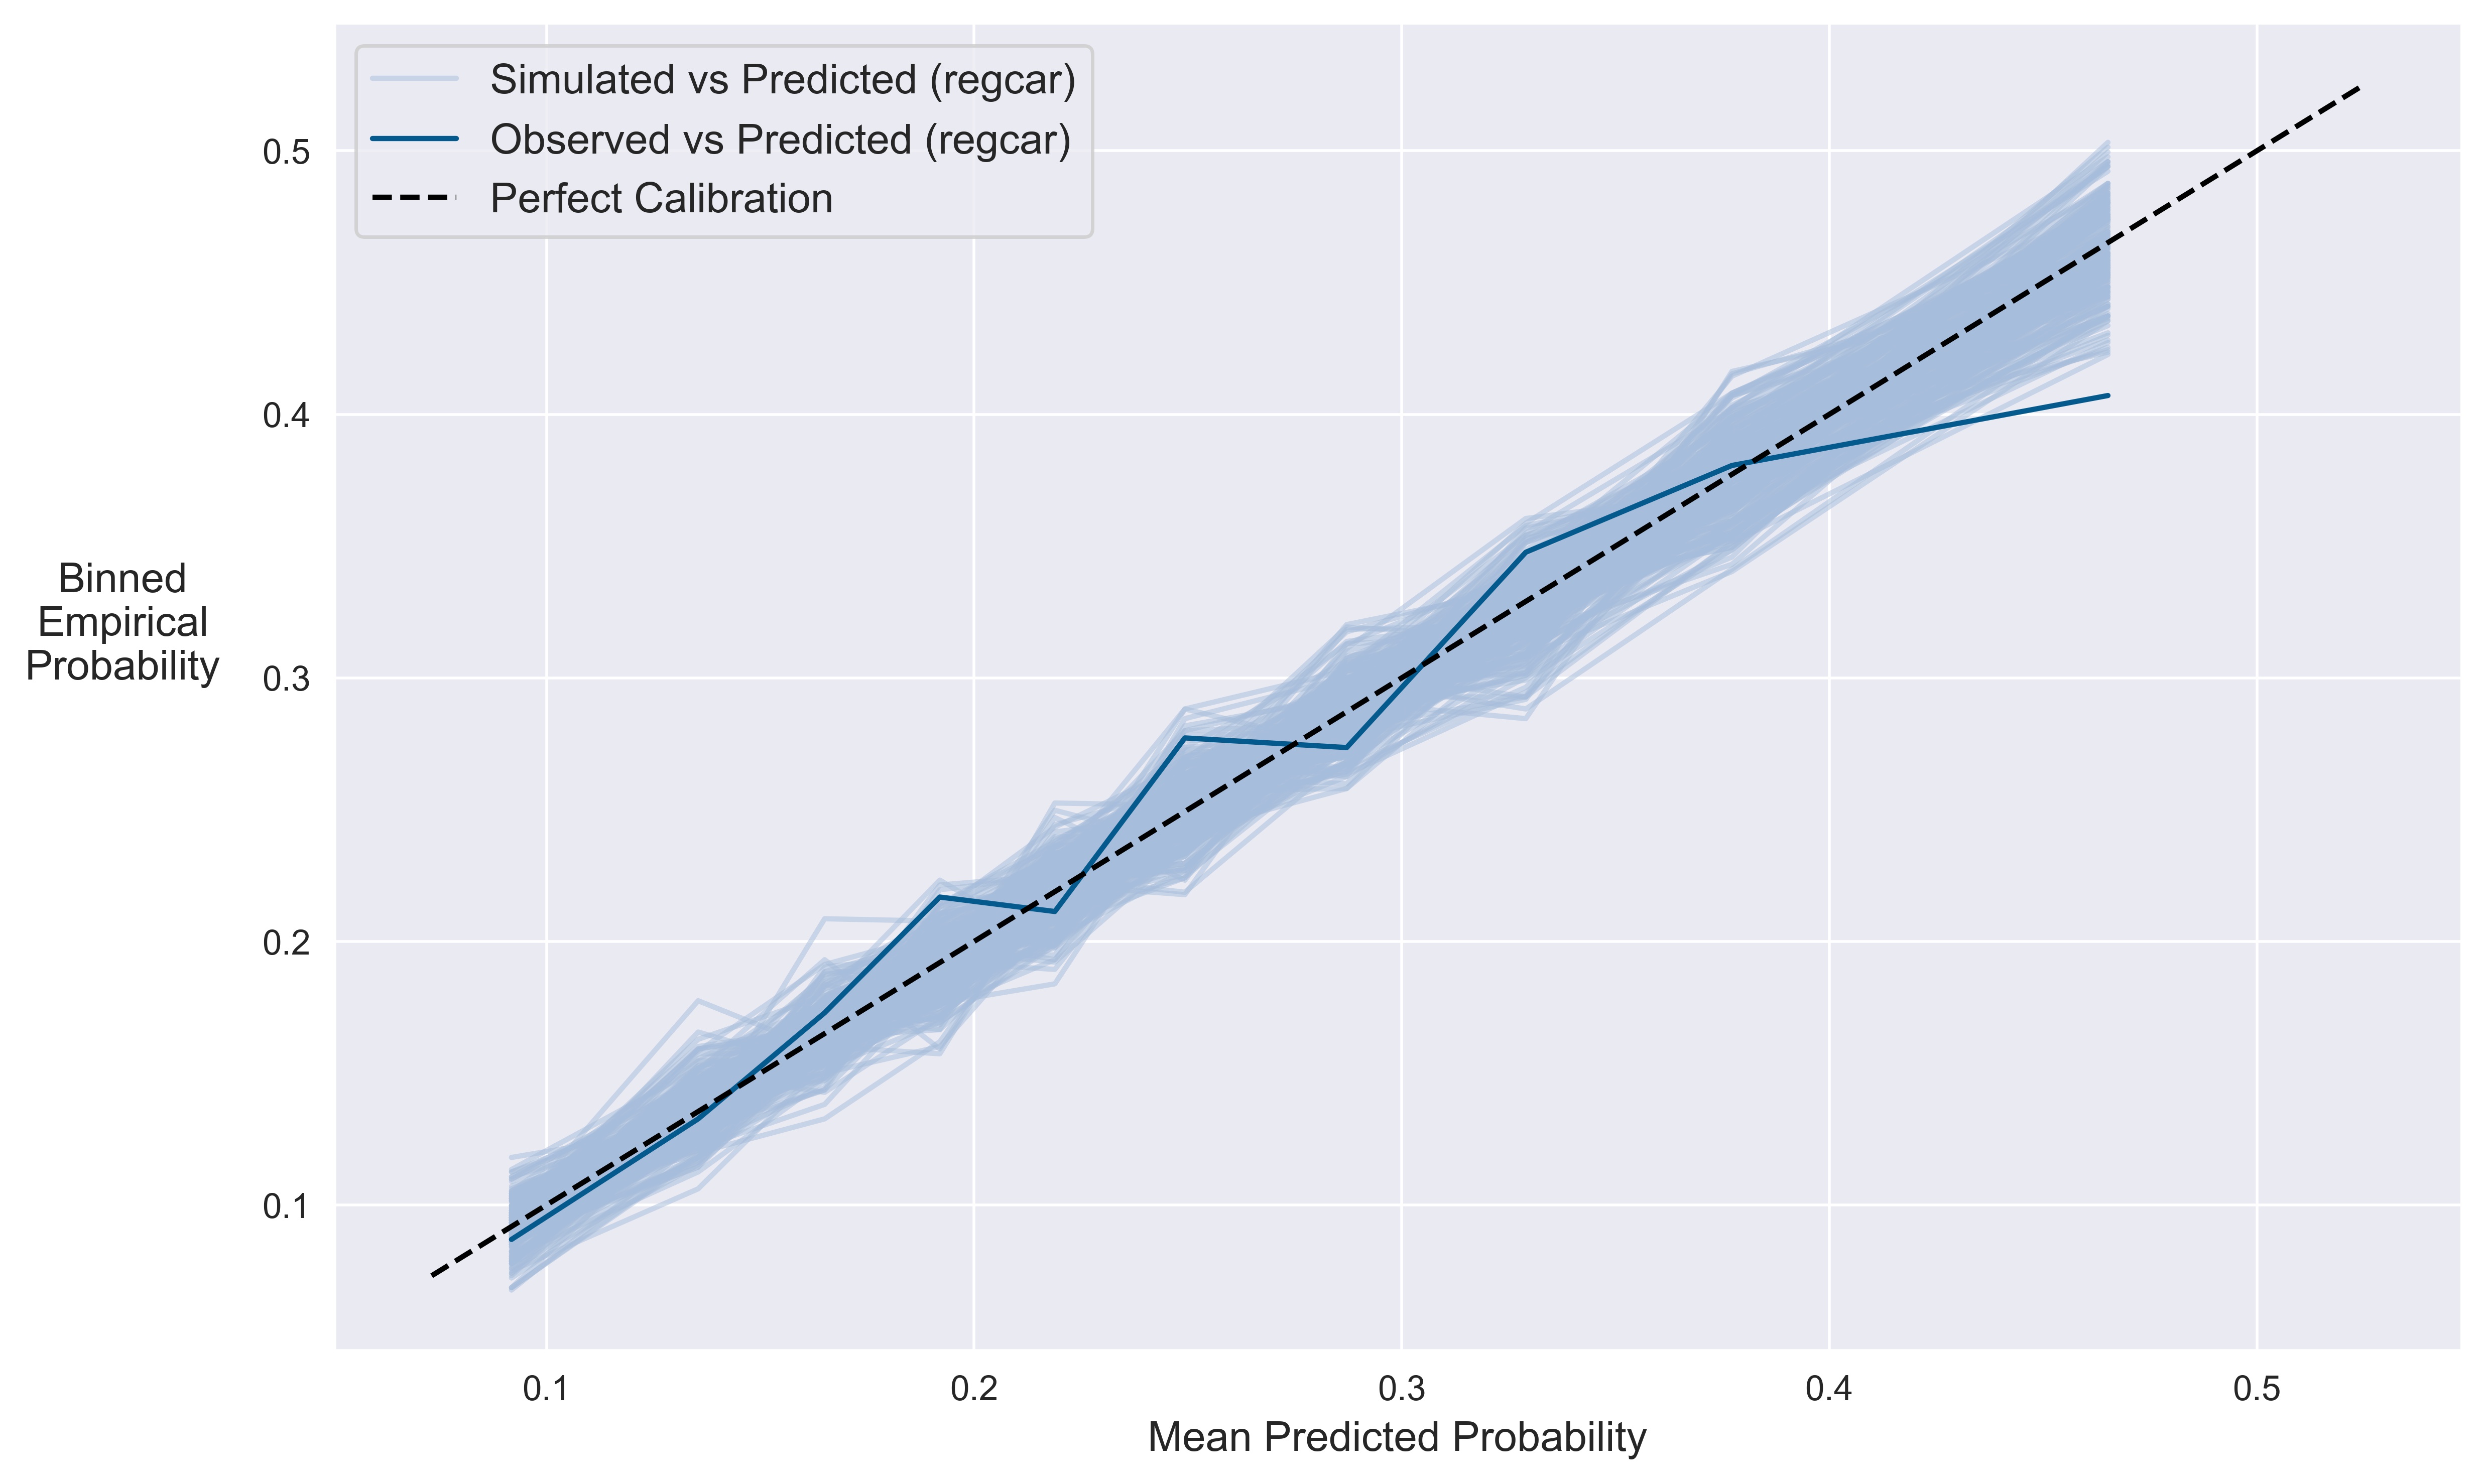 Simulated vs Predicted (regcar)
Observed vs Predicted (regcar)
Perfect Calibration
0.5
0.4
0.3
0.2
0.1
Binned
Empirical
Probability
0.1
0.2
0.3
0.4
0.5
Mean Predicted Probability